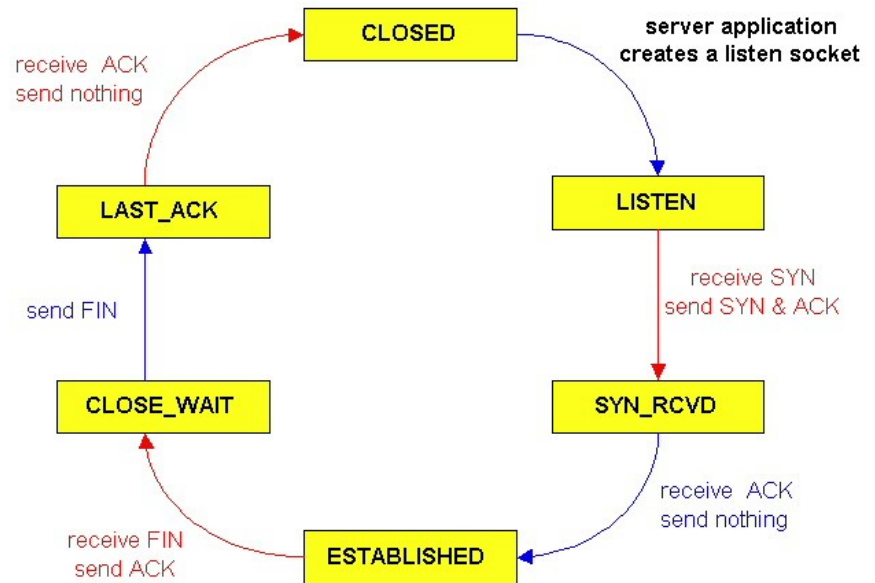 CLOSED
server application
creates a listen socket
receive ACK
send nothing
LAST_ACK
LISTEN
receive SYN
send SYN & ACK
send FIN
CLOSE_WAIT
SYN_RCVD
receive ACK
send nothing
receive FIN
send ACK
ESTABLISHED